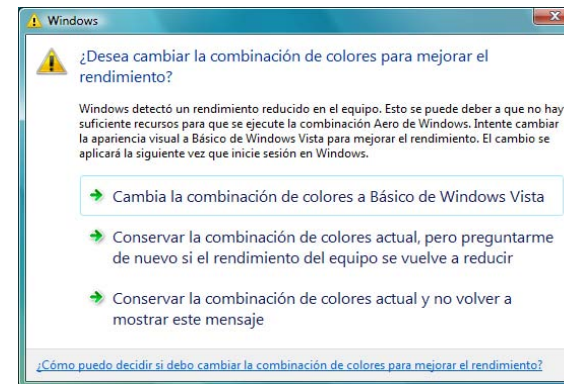 Windows
¿Desea cambiar la combinación de colores para mejorar el
rendimiento?
Windows detectó un rendimiento reducido en el equipo. Esto se puede deber a que no hay
suficiente recursos para que se ejecute la combinación Aero de Windows. Intente cambiar
la apariencia visual a Básico de Windows Vista para mejorar el rendimiento. El cambio se
aplicará la siguiente vez que inicie sesión en Windows.
Cambia la combinación de colores a Básico de Windows Vista
Conservar la combinación de colores actual, pero preguntarme
de nuevo si el rendimiento del equipo se vuelve a reducir
Conservar la combinación de colores actual y no volver a
mostrar este mensaje
¿Cómo puedo decidir si debo cambiar la combinación de colores para mejorar el rendimiento?